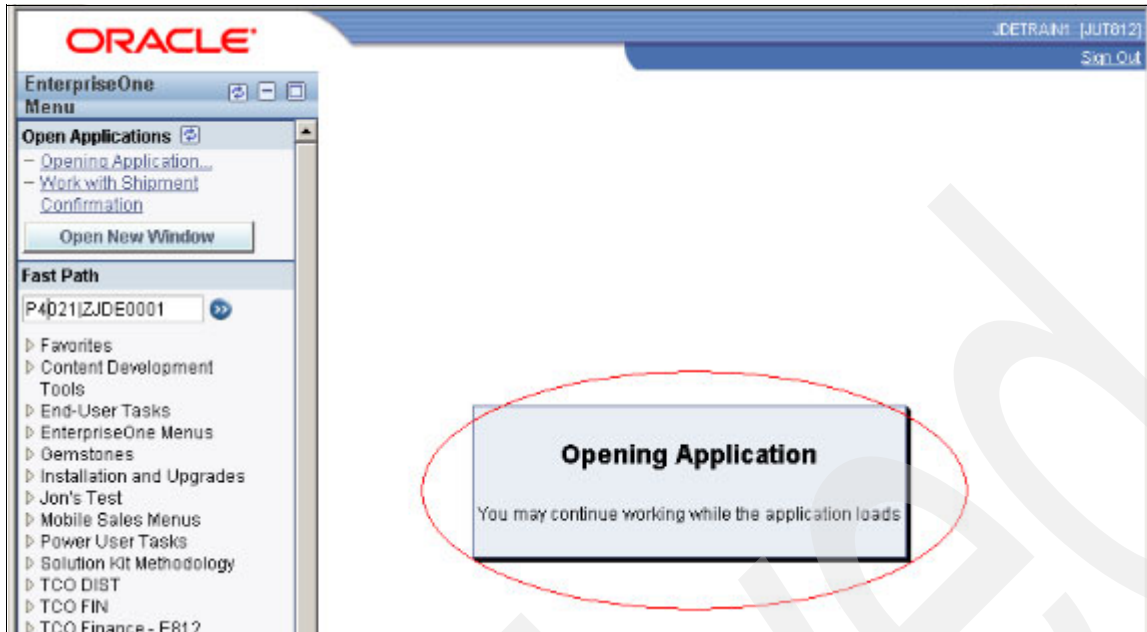 ORACLE
JDETRAIN1 [JUT812]
Sign Out
EnterpriseOne
Menu
Open Applications
Opening Application...
Work with Shipment
Confirmation
Open New Window
Fast Path
P4021|ZJDE0001
Favorites
Content Development
Tools
End-User Tasks
EnterpriseOne Menus
Gemstones
Installation and Upgrades
Jon's Test
Mobile Sales Menus
Power User Tasks
Solution Kit Methodology
TCO DIST
TCO FIN
TCO Finance - E812
Opening Application
You may continue working while the application loads